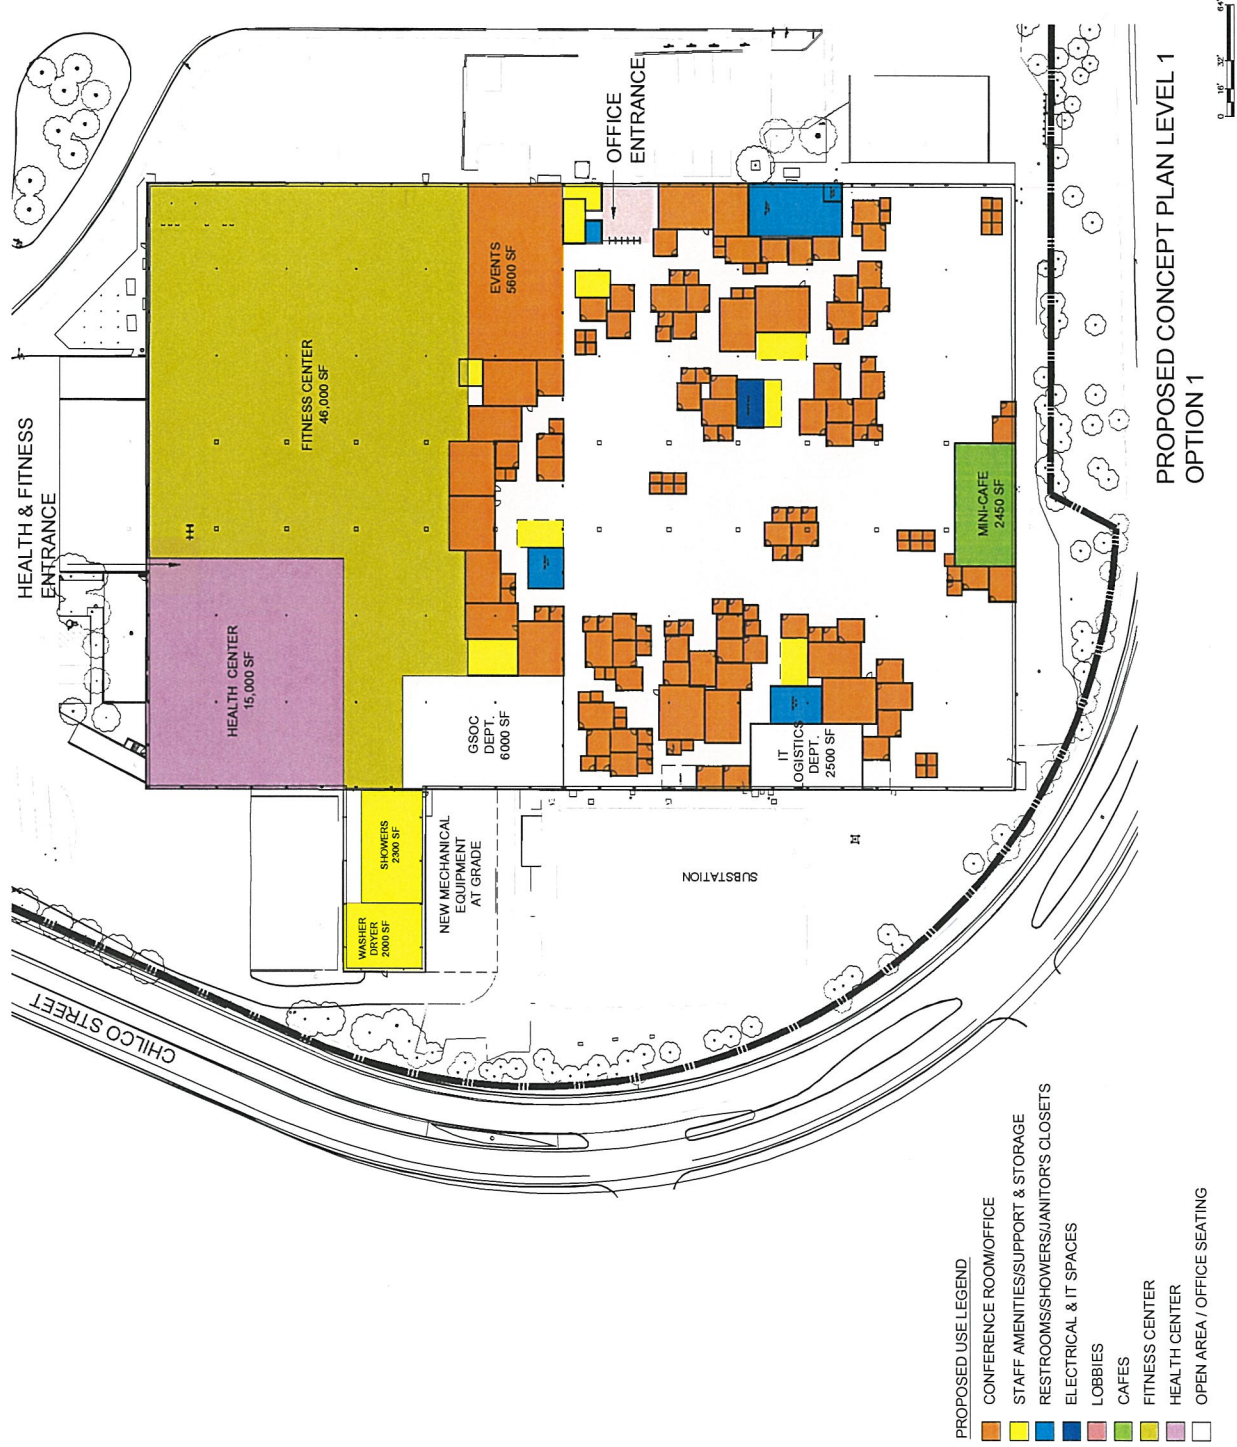 HEALTH & FITNESS
ENTRANCE
OFFICE
ENTRANCE
FITNESS CENTER
46,000 SF
EVENTS
5600 SF
HEALTH CENTER
15,000 SF
GSOC
DEPT.
6000 SF
IT
LOGISTICS
DEPT.
2500 SF
MINI-CAFE
2450 SF
SHOWERS
2300 SF
WASHER
DRYER
2000 SF
NEW MECHANICAL
EQUIPMENT
AT GRADE
SUBSTATION
CHILCO STREET
PROPOSED CONCEPT PLAN LEVEL 1
OPTION 1
0 16' 32' 64'
PROPOSED USE LEGEND
CONFERENCE ROOM/OFFICE
STAFF AMENITIES/SUPPORT & STORAGE
RESTROOMS/SHOWERS/JANITOR'S CLOSETS
ELECTRICAL & IT SPACES
LOBBIES
CAFES
FITNESS CENTER
HEALTH CENTER
OPEN AREA / OFFICE SEATING